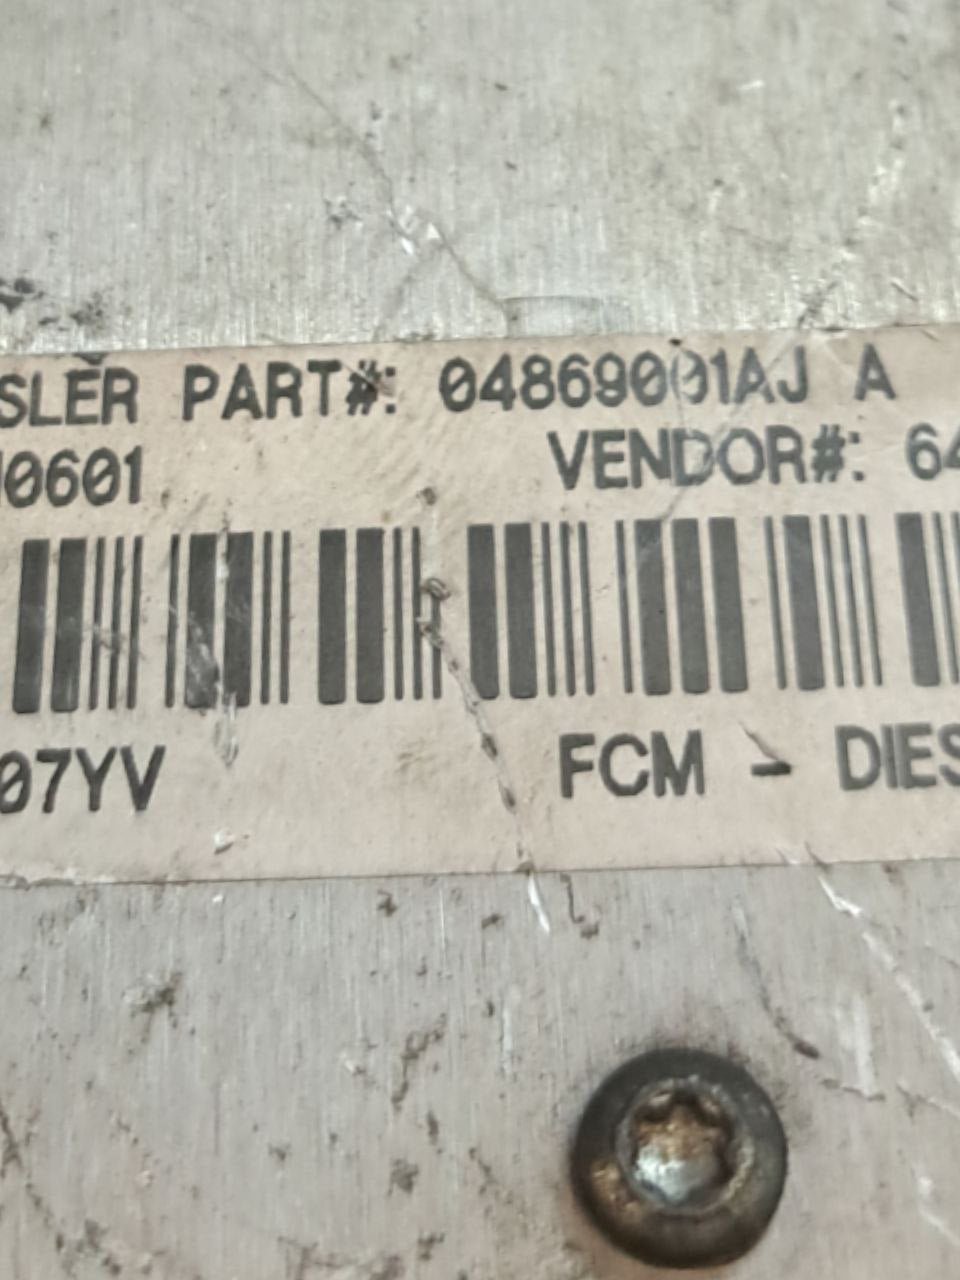 SLER PART#: 04869001AJ A
0601 VENDOR#: 64
07YV FCM - DIES